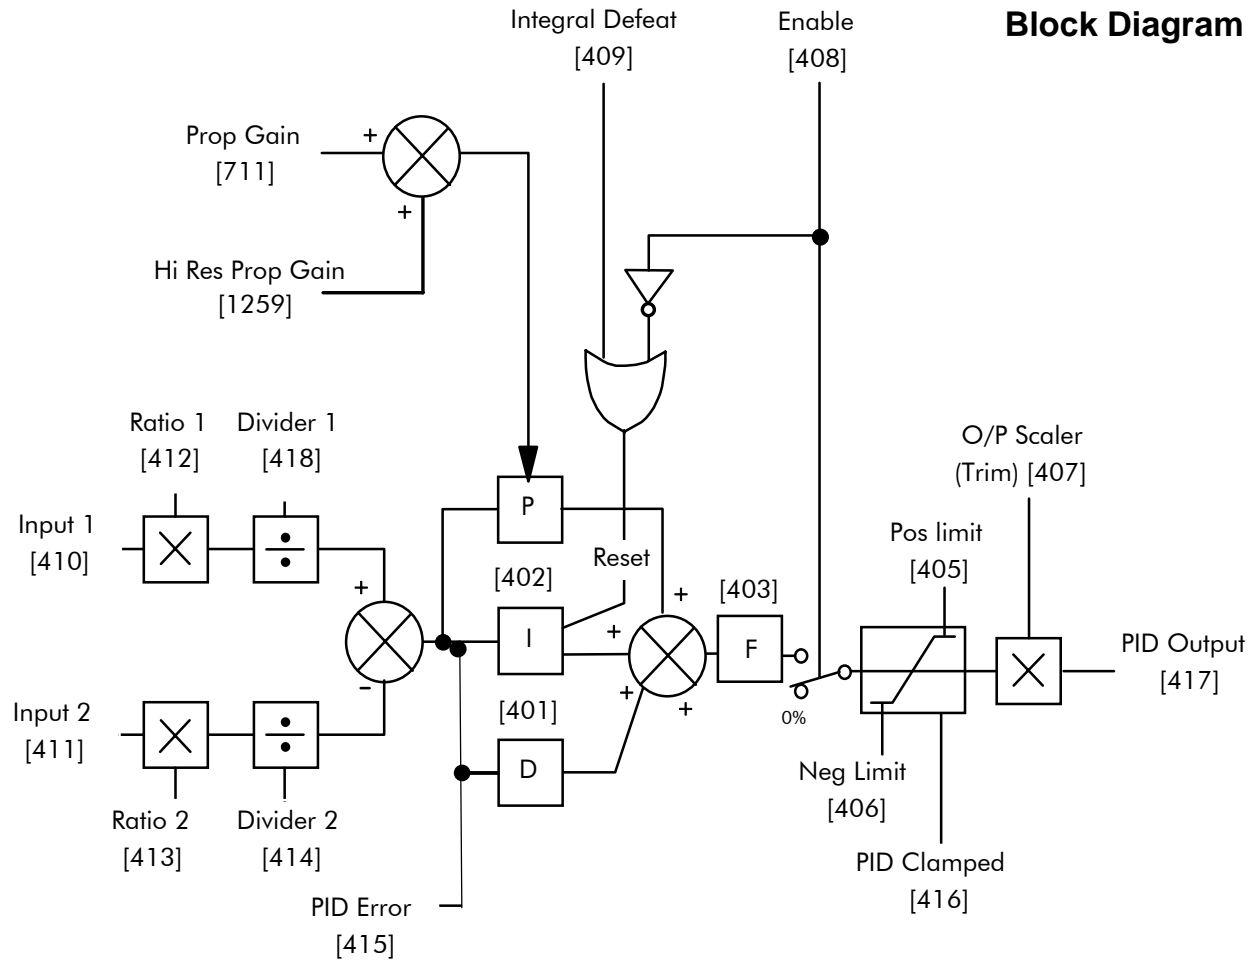 Block Diagram
Integral Defeat
[409]
Enable
[408]
Prop Gain
[711]
+
+
Hi Res Prop Gain
[1259]
Ratio 1
[412]
Divider 1
[418]
Input 1
[410]
+
-
Input 2
[411]
Ratio 2
[413]
Divider 2
[414]
PID Error
[415]
P
Reset
[402]
I
[401]
D
+
+
+
+
[403]
F
0%
O/P Scaler
(Trim) [407]
Pos limit
[405]
Neg Limit
[406]
PID Clamped
[416]
PID Output
[417]